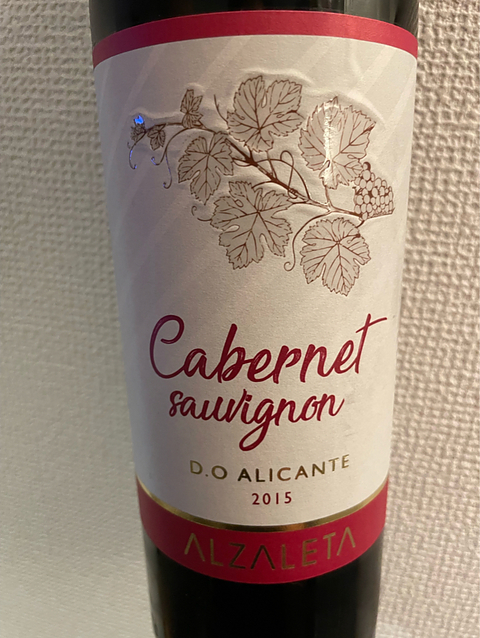 Cabernet
sauvignon
D.O ALICANTE
2015
ALZALETA